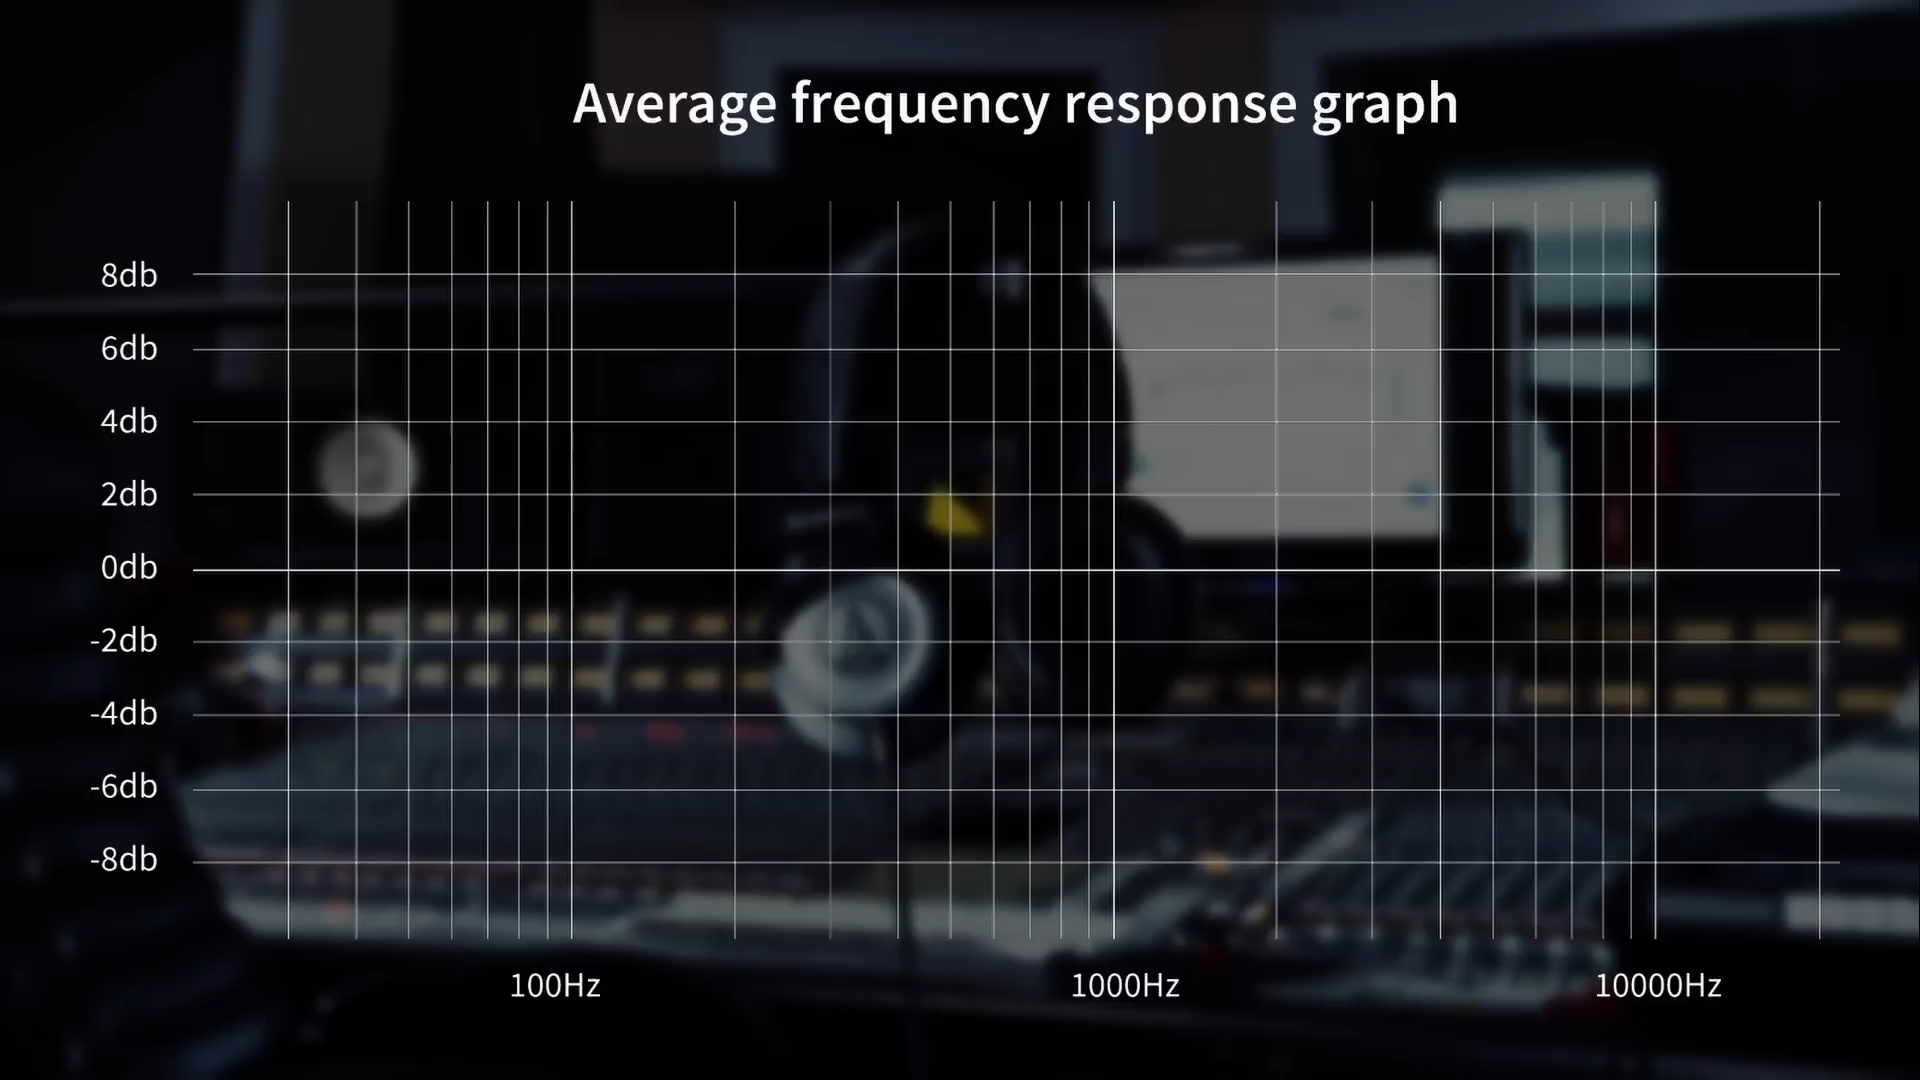 Average frequency response graph
8db
6db
4db
2db
0db
-2db
-4db
-6db
-8db
100Hz
1000Hz
10000Hz